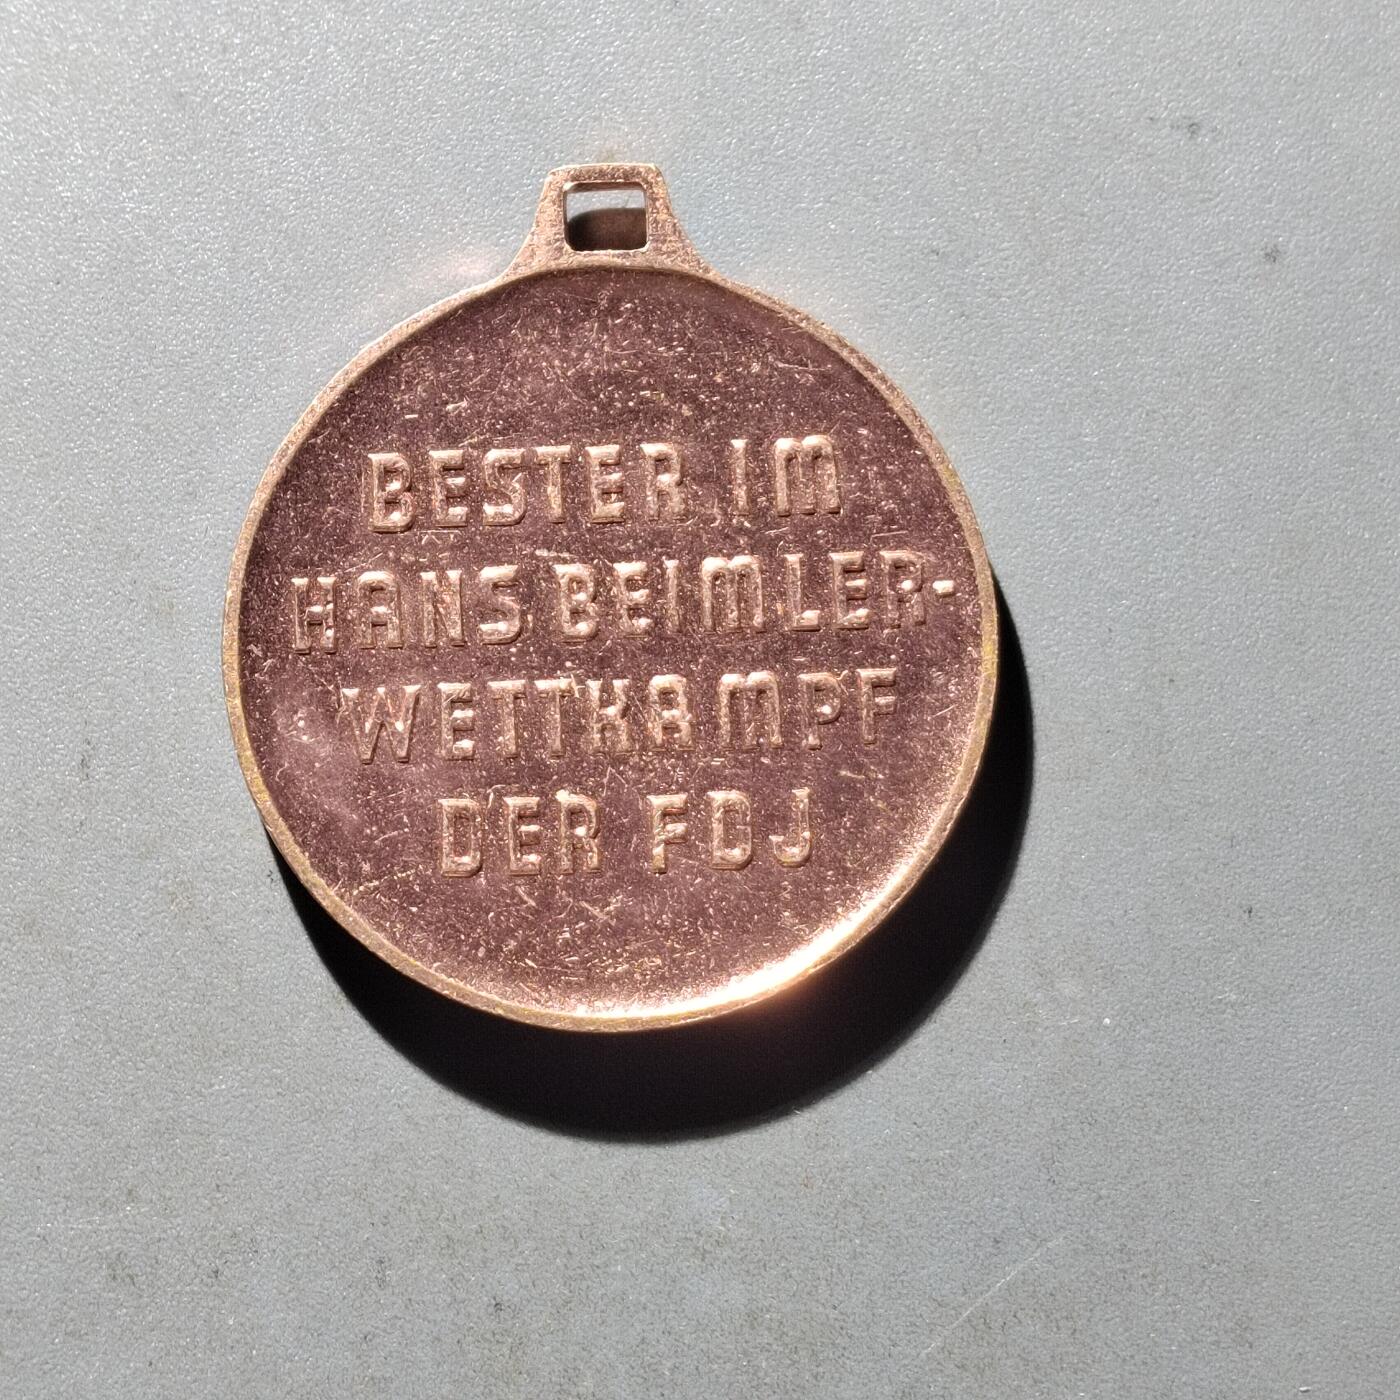 BESTER IM
HANS BEIMLER-
WETTKAMPF
DER FDJ